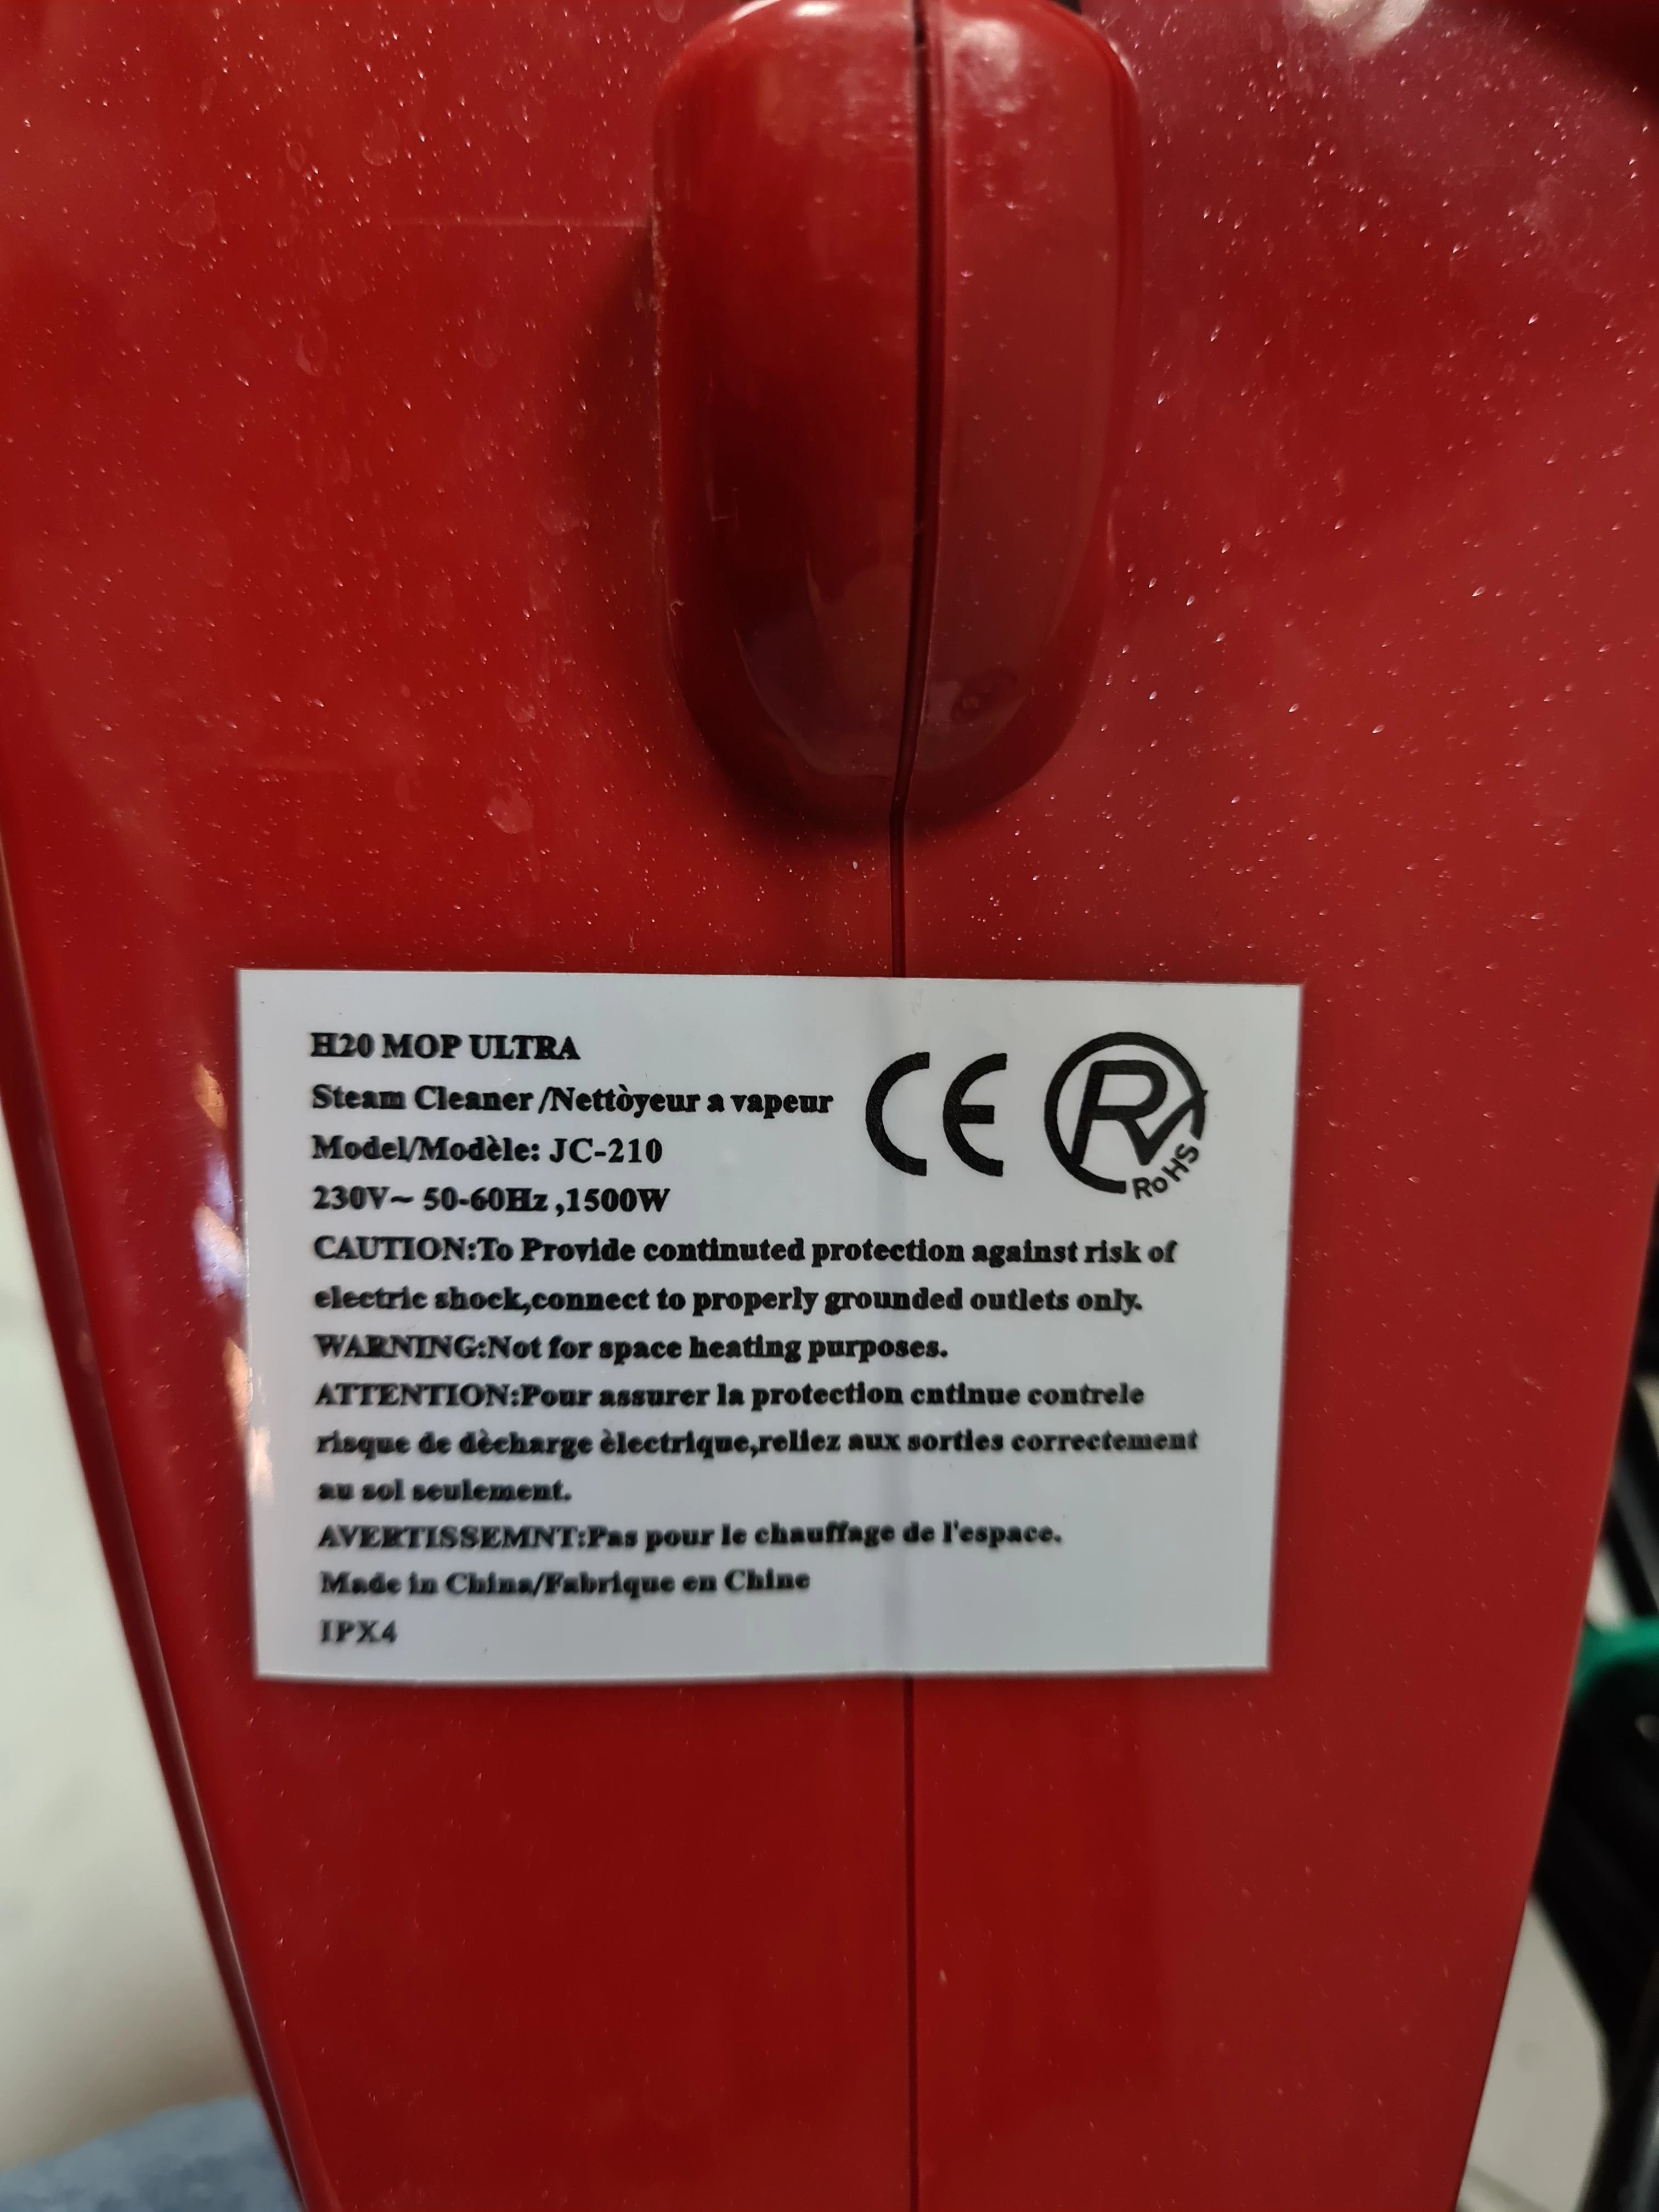 H20 MOP ULTRA
Steam Cleaner /Nettòyeur a vapeur
Model/Modèle: JC-210
230V~ 50-60Hz ,1500W
CE
R
RoHS
CAUTION:To Provide continuted protection against risk of
electric shock,connect to properly grounded outlets only.
WARNING:Not for space heating purposes.
ATTENTION:Pour assurer la protection cntinue contrele
risque de dècharge èlectrique,reliez aux sorties correctement
au sol seulement.
AVERTISSEMNT:Pas pour le chauffage de l'espace.
Made in China/Fabrique en Chine
IPX4